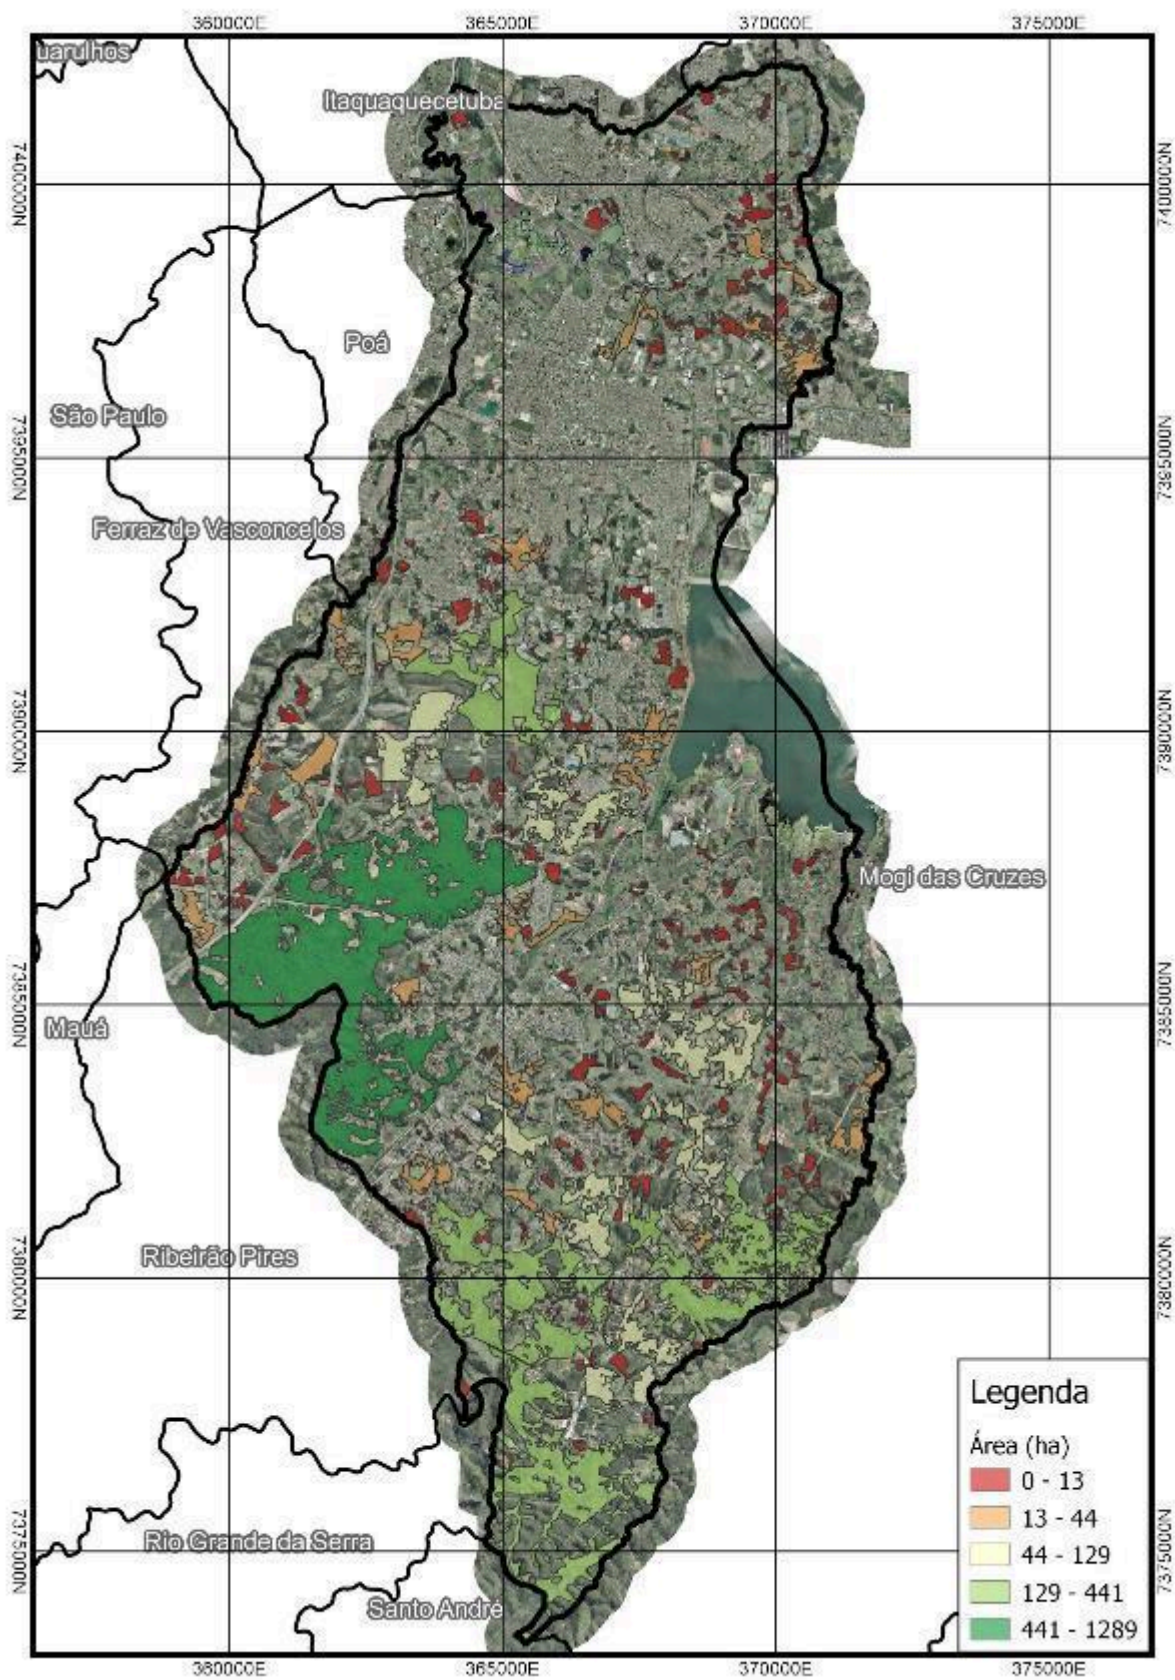 360000E 365000E 370000E 375000E
uarulhos
Itaquaquecetuba
7400000N 7400000N
Poá
São Paulo
7395000N 7395000N
Ferraz de Vasconcelos
7390000N 7390000N
Mogi das Cruzes
7385000N 7385000N
Mauá
Ribeirão Pires
7380000N 7380000N
Legenda
Área (ha)
0 - 13
13 - 44
44 - 129
129 - 441
441 - 1289
Rio Grande da Serra
7375000N 7375000N
Santo André
360000E 365000E 370000E 375000E